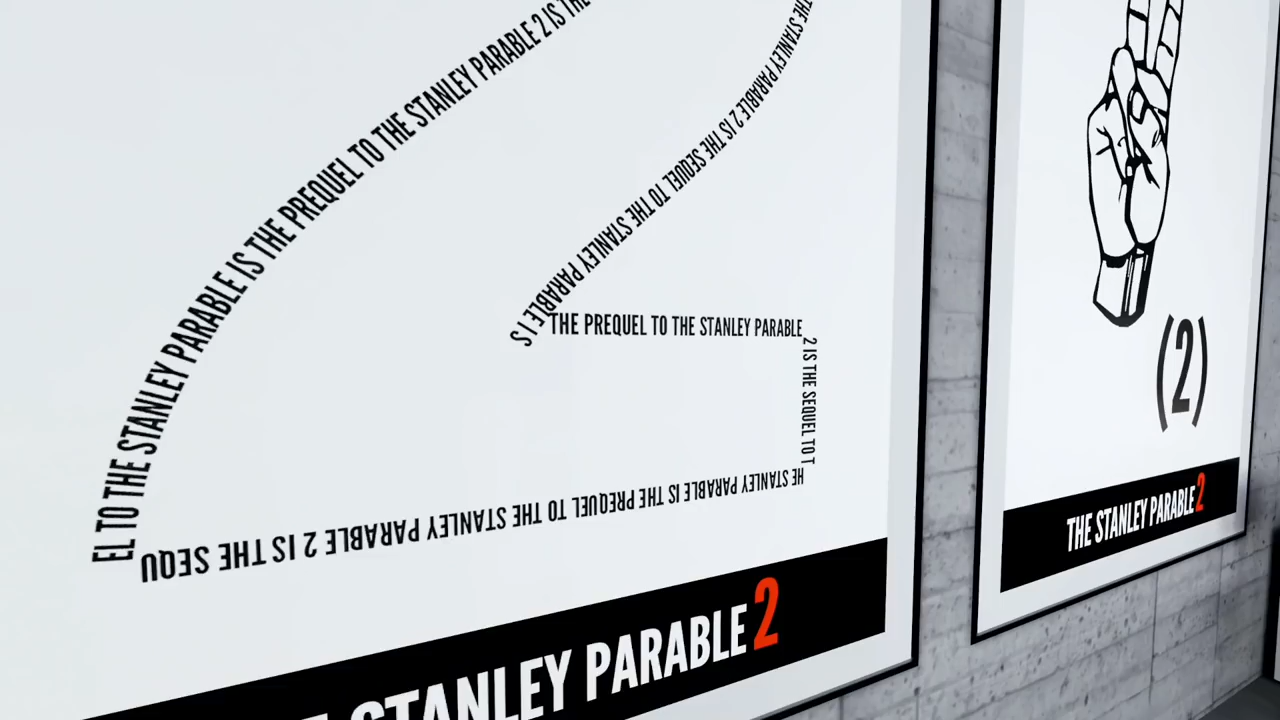 EL TO THE STANLEY PARABLE IS THE PREQUEL TO THE STANLEY PARABLE 2 IS THE
THE STANLEY PARABLE 2 IS THE SEQUEL TO THE STANLEY PARABLE IS
THE PREQUEL TO THE STANLEY PARABLE
2 IS THE SEQUEL TO T
HE STANLEY PARABLE IS THE PREQUEL TO THE STANLEY PARABLE 2 IS THE SEQU
STANLEY PARABLE 2
(2)
THE STANLEY PARABLE 2